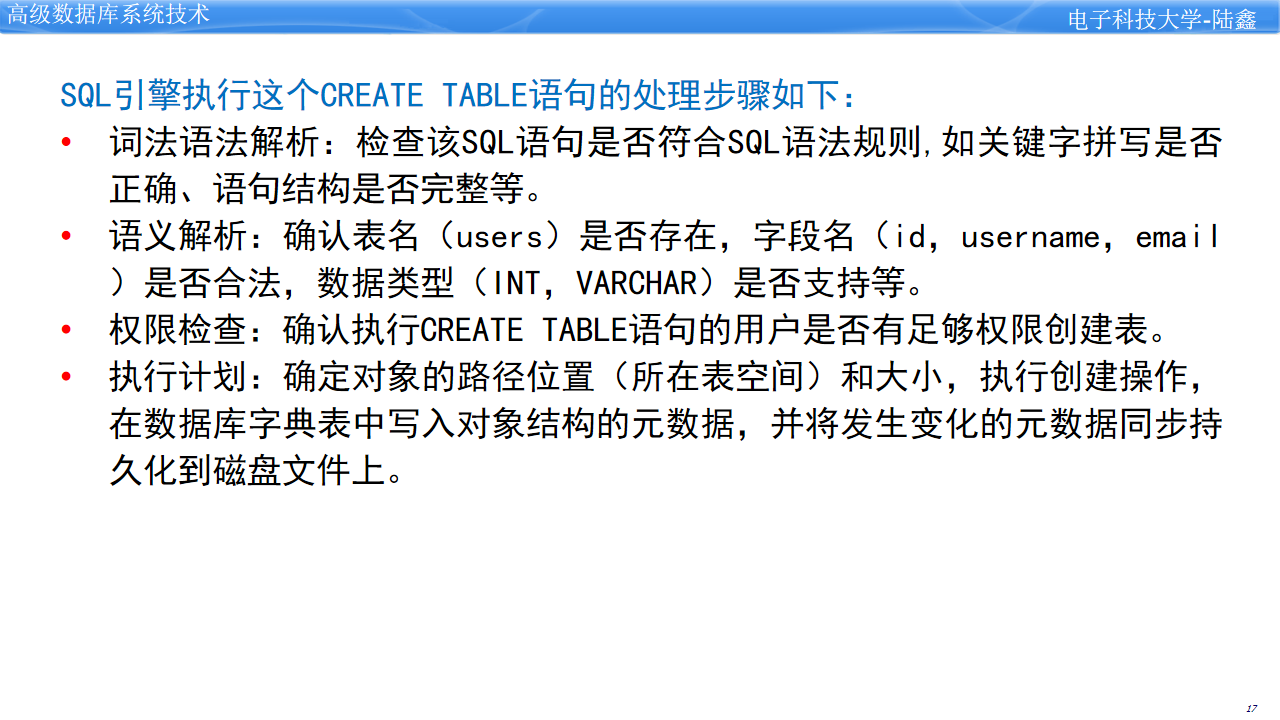 高级数据库系统技术
电子科技大学-陆鑫
SQL引擎执行这个CREATE TABLE语句的处理步骤如下：
• 词法语法解析：检查该SQL语句是否符合SQL语法规则,如关键字拼写是否
正确、语句结构是否完整等。
• 语义解析：确认表名（users）是否存在，字段名（id，username，email
）是否合法，数据类型（INT，VARCHAR）是否支持等。
• 权限检查：确认执行CREATE TABLE语句的用户是否有足够权限创建表。
• 执行计划：确定对象的路径位置（所在表空间）和大小，执行创建操作，
在数据库字典表中写入对象结构的元数据，并将发生变化的元数据同步持
久化到磁盘文件上。
17